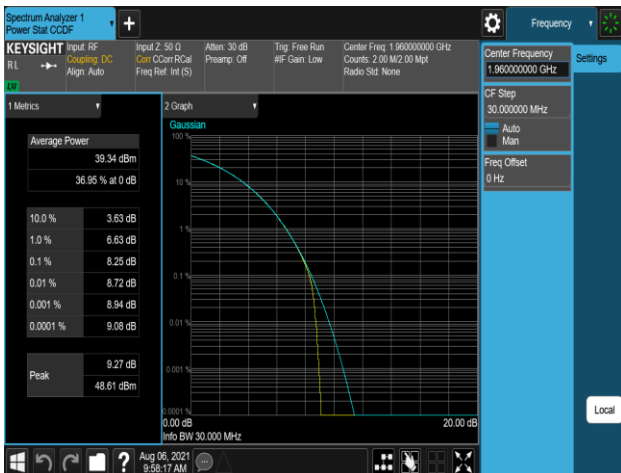 Spectrum Analyzer 1
Power Stat CCDF
+
Frequency
KEYSIGHT
Input: RF
Input Z: 50 Ω
Atten: 30 dB
Trig: Free Run
Center Freq: 1.960000000 GHz
RL
Coupling: DC
Corr CCorr RCal
Preamp: Off
#IF Gain: Low
Counts: 2.00 M/2.00 Mpt
Align: Auto
Freq Ref: Int (S)
Radio Std: None
Center Frequency
1.960000000 GHz
Settings
CF Step
30.000000 MHz
Auto
Man
Freq Offset
0 Hz
1 Metrics
2 Graph
Gaussian
Average Power
39.34 dBm
36.95 % at 0 dB
10.0 % 3.63 dB
1.0 % 6.63 dB
0.1 % 8.25 dB
0.01 % 8.72 dB
0.001 % 8.94 dB
0.0001 % 9.08 dB
Peak
9.27 dB
48.61 dBm
100 %
10 %
1 %
0.1 %
0.01 %
0.001 %
0.0001 %
0.00 dB
20.00 dB
Info BW 30.000 MHz
Local
?
Aug 06, 2021
9:58:17 AM